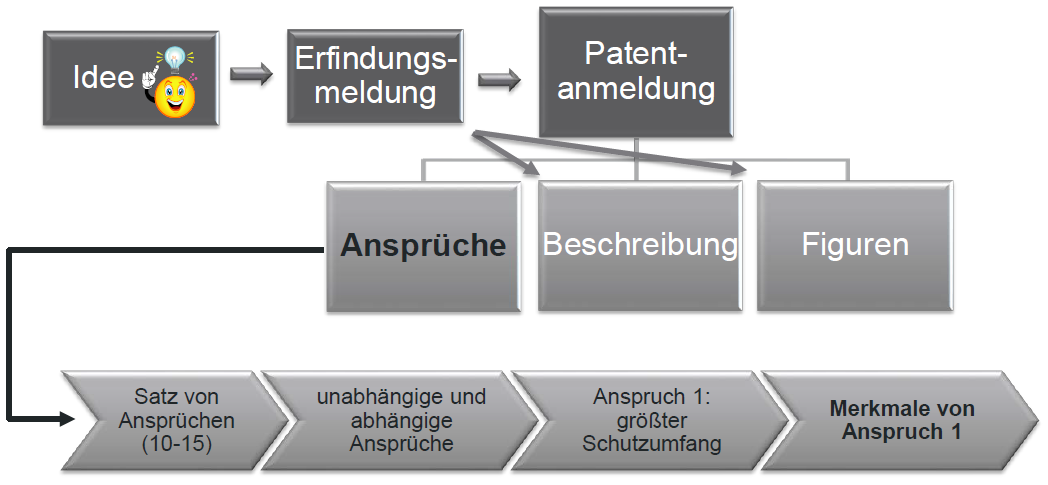 Idee
Erfindungs-
meldung
Patent-
anmeldung
Ansprüche
Beschreibung
Figuren
Satz von
Ansprüchen
(10-15)
unabhängige und
abhängige
Ansprüche
Anspruch 1:
größter
Schutzumfang
Merkmale von
Anspruch 1